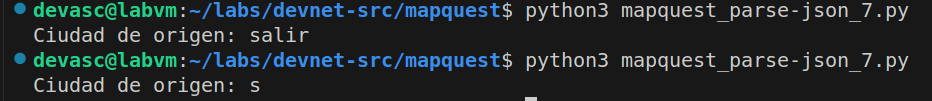 devasc@labvm:~/labs/devnet-src/mapquest$ python3 mapquest_parse-json_7.py
Ciudad de origen: salir
devasc@labvm:~/labs/devnet-src/mapquest$ python3 mapquest_parse-json_7.py
Ciudad de origen: s